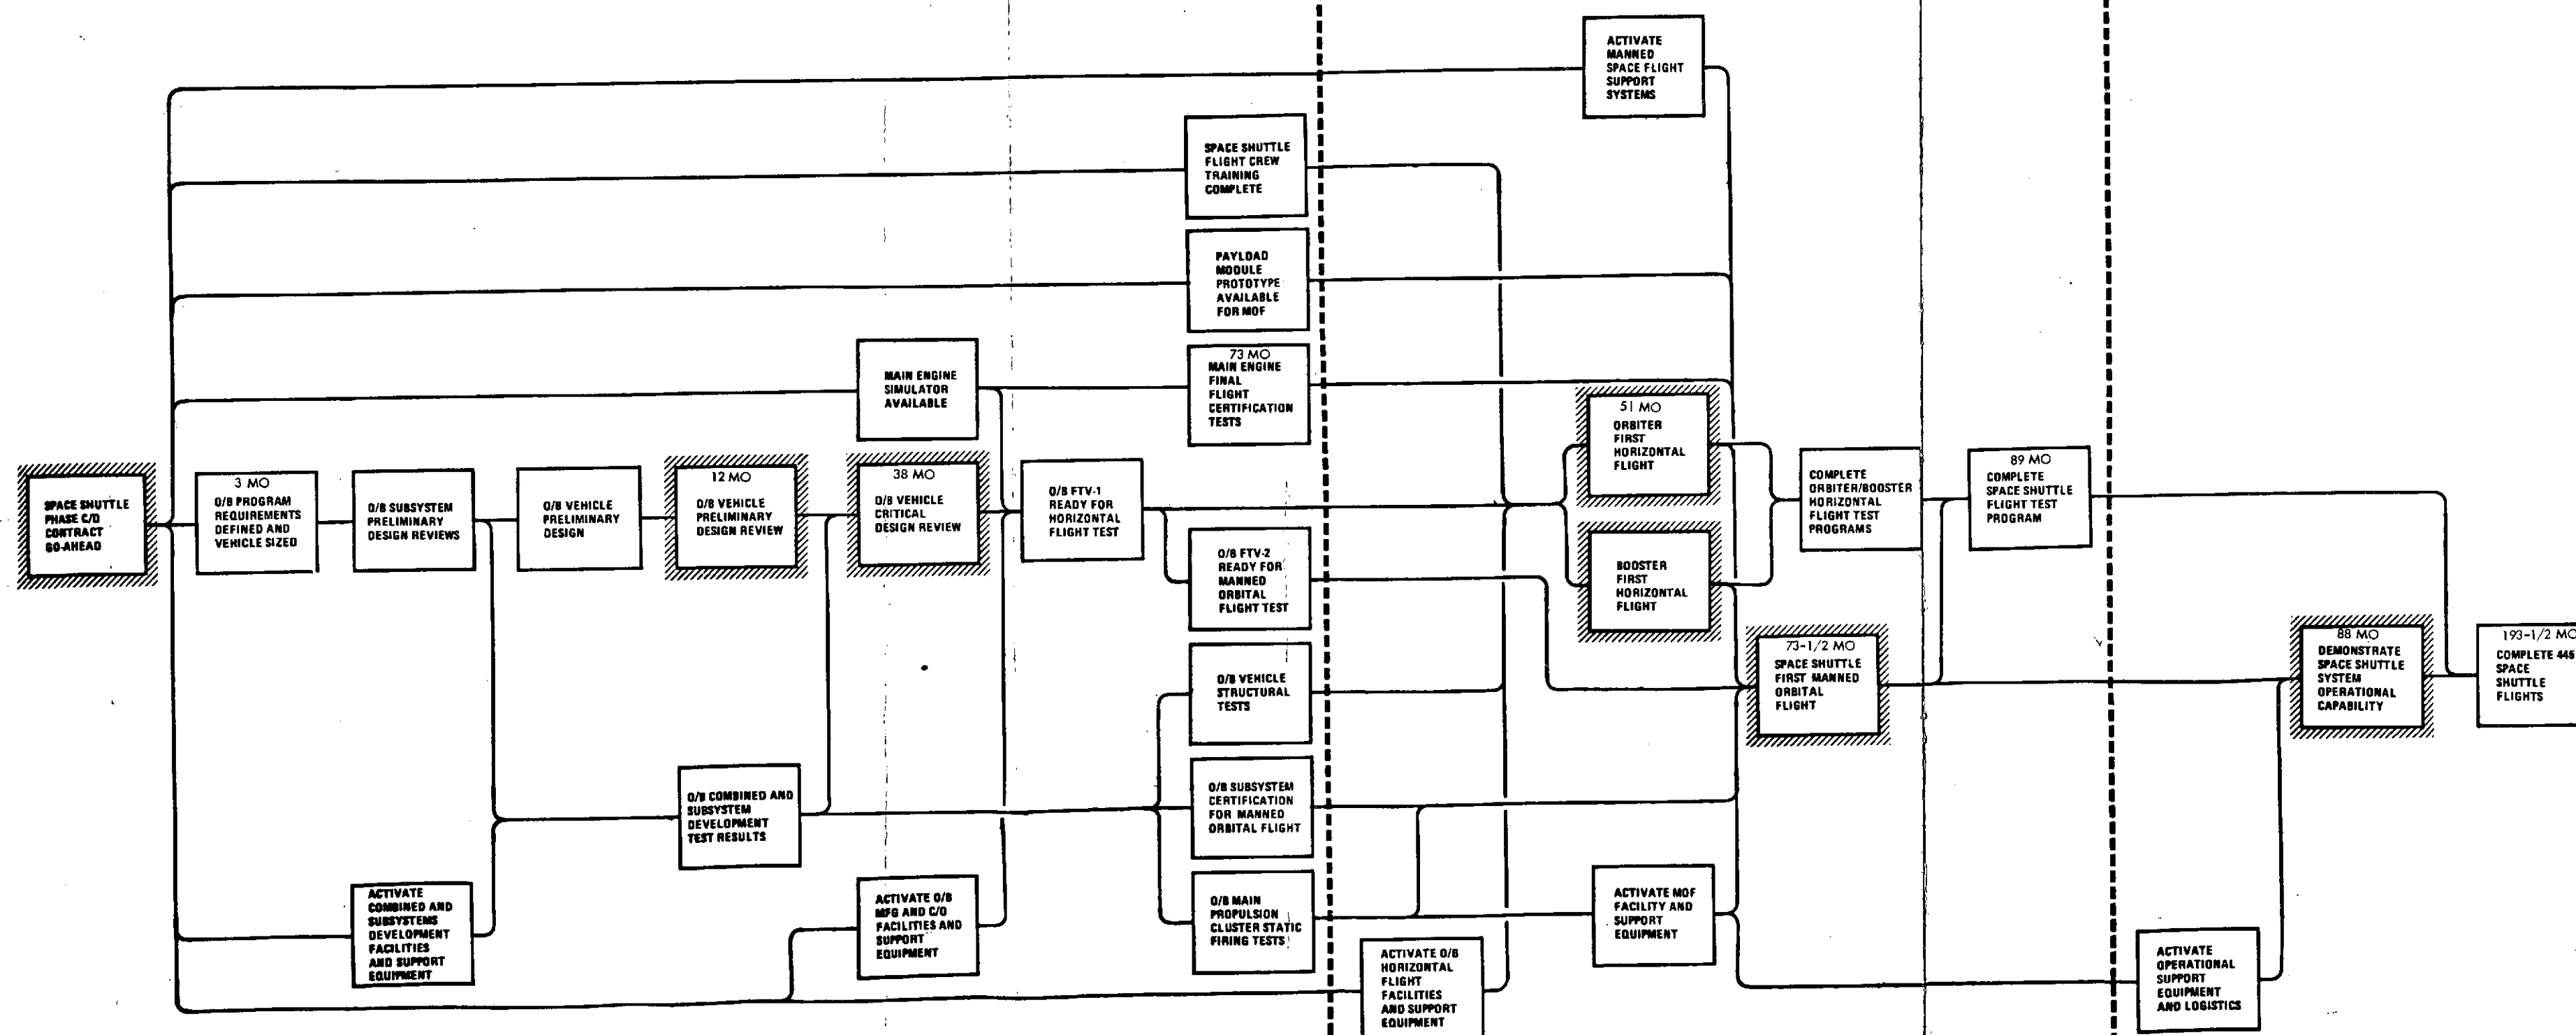 ACTIVATE
MANNED
SPACE FLIGHT
SUPPORT
SYSTEMS
SPACE SHUTTLE
FLIGHT CREW
TRAINING
COMPLETE
PAYLOAD
MODULE
PROTOTYPE
AVAILABLE
FOR MOF
MAIN ENGINE
SIMULATOR
AVAILABLE
73 MO
MAIN ENGINE
FINAL
FLIGHT
CERTIFICATION
TESTS
SPACE SHUTTLE
PHASE C/D
CONTRACT
GO-AHEAD
3 MO
O/B PROGRAM
REQUIREMENTS
DEFINED AND
VEHICLE SIZED
O/B SUBSYSTEM
PRELIMINARY
DESIGN REVIEWS
O/B VEHICLE
PRELIMINARY
DESIGN
12 MO
O/B VEHICLE
PRELIMINARY
DESIGN REVIEW
38 MO
O/B VEHICLE
CRITICAL
DESIGN REVIEW
O/B FTV-1
READY FOR
HORIZONTAL
FLIGHT TEST
O/B FTV-2
READY FOR
MANNED
ORBITAL
FLIGHT TEST
51 MO
ORBITER
FIRST
HORIZONTAL
FLIGHT
BOOSTER
FIRST
HORIZONTAL
FLIGHT
COMPLETE
ORBITER/BOOSTER
HORIZONTAL
FLIGHT TEST
PROGRAMS
89 MO
COMPLETE
SPACE SHUTTLE
FLIGHT TEST
PROGRAM
73-1/2 MO
SPACE SHUTTLE
FIRST MANNED
ORBITAL
FLIGHT
88 MO
DEMONSTRATE
SPACE SHUTTLE
SYSTEM
OPERATIONAL
CAPABILITY
193-1/2 MO
COMPLETE 445
SPACE
SHUTTLE
FLIGHTS
O/B VEHICLE
STRUCTURAL
TESTS
O/B COMBINED AND
SUBSYSTEM
DEVELOPMENT
TEST RESULTS
O/B SUBSYSTEM
CERTIFICATION
FOR MANNED
ORBITAL FLIGHT
ACTIVATE
COMBINED AND
SUBSYSTEMS
DEVELOPMENT
FACILITIES
AND SUPPORT
EQUIPMENT
ACTIVATE O/B
MFG AND C/O
FACILITIES AND
SUPPORT
EQUIPMENT
O/B MAIN
PROPULSION
CLUSTER STATIC
FIRING TESTS
ACTIVATE O/B
HORIZONTAL
FLIGHT
FACILITIES
AND SUPPORT
EQUIPMENT
ACTIVATE MOF
FACILITY AND
SUPPORT
EQUIPMENT
ACTIVATE
OPERATIONAL
SUPPORT
EQUIPMENT
AND LOGISTICS